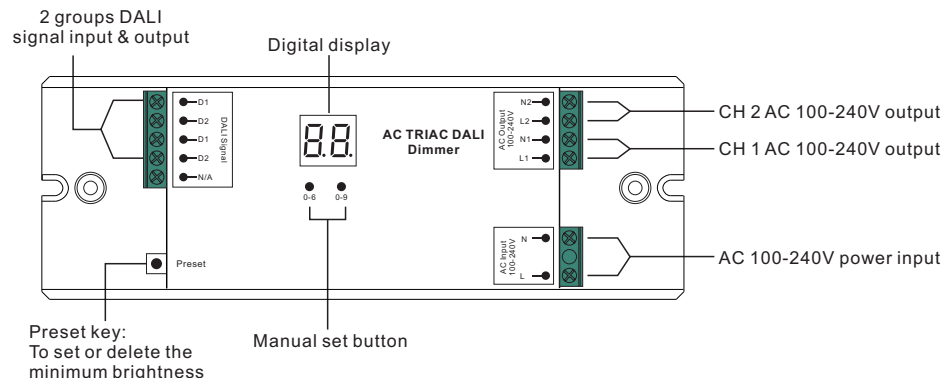 2 groups DALI
signal input & output
Digital display
D1
D2
D1
D2
N/A
DALI Signal
8.8.
AC TRIAC DALI
Dimmer
0-6
0-9
AC Output
100-240V
N2
L2
N1
L1
CH 2 AC 100-240V output
CH 1 AC 100-240V output
AC Input
100-240V
N
L
AC 100-240V power input
Preset
Preset key:
To set or delete the
minimum brightness
Manual set button